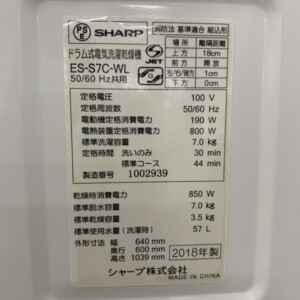 PS E
SHARP
ドラム式電気洗濯乾燥機
ES-S7C-WL
50/60 Hz共用
JET
消防法 基準適合 組込形
場所 離隔距離
上方 18cm
前方 開放
左右/後方 1cm
下方 0cm
定格電圧 100 V
定格周波数 50/60 Hz
電動機定格消費電力 190 W
電熱装置定格消費電力 800 W
標準洗濯容量 7.0 kg
定格時間 洗いのみ 30 min
標準コース 44 min
製造番号 1002939
乾燥時消費電力 850 W
標準脱水容量 7.0 kg
標準乾燥容量 3.5 kg
標準使用水量(洗濯時) 57 L
外形寸法 幅 640 mm
奥行 600 mm
高さ 1039 mm
2018年製
シャープ株式会社
MADE IN CHINA